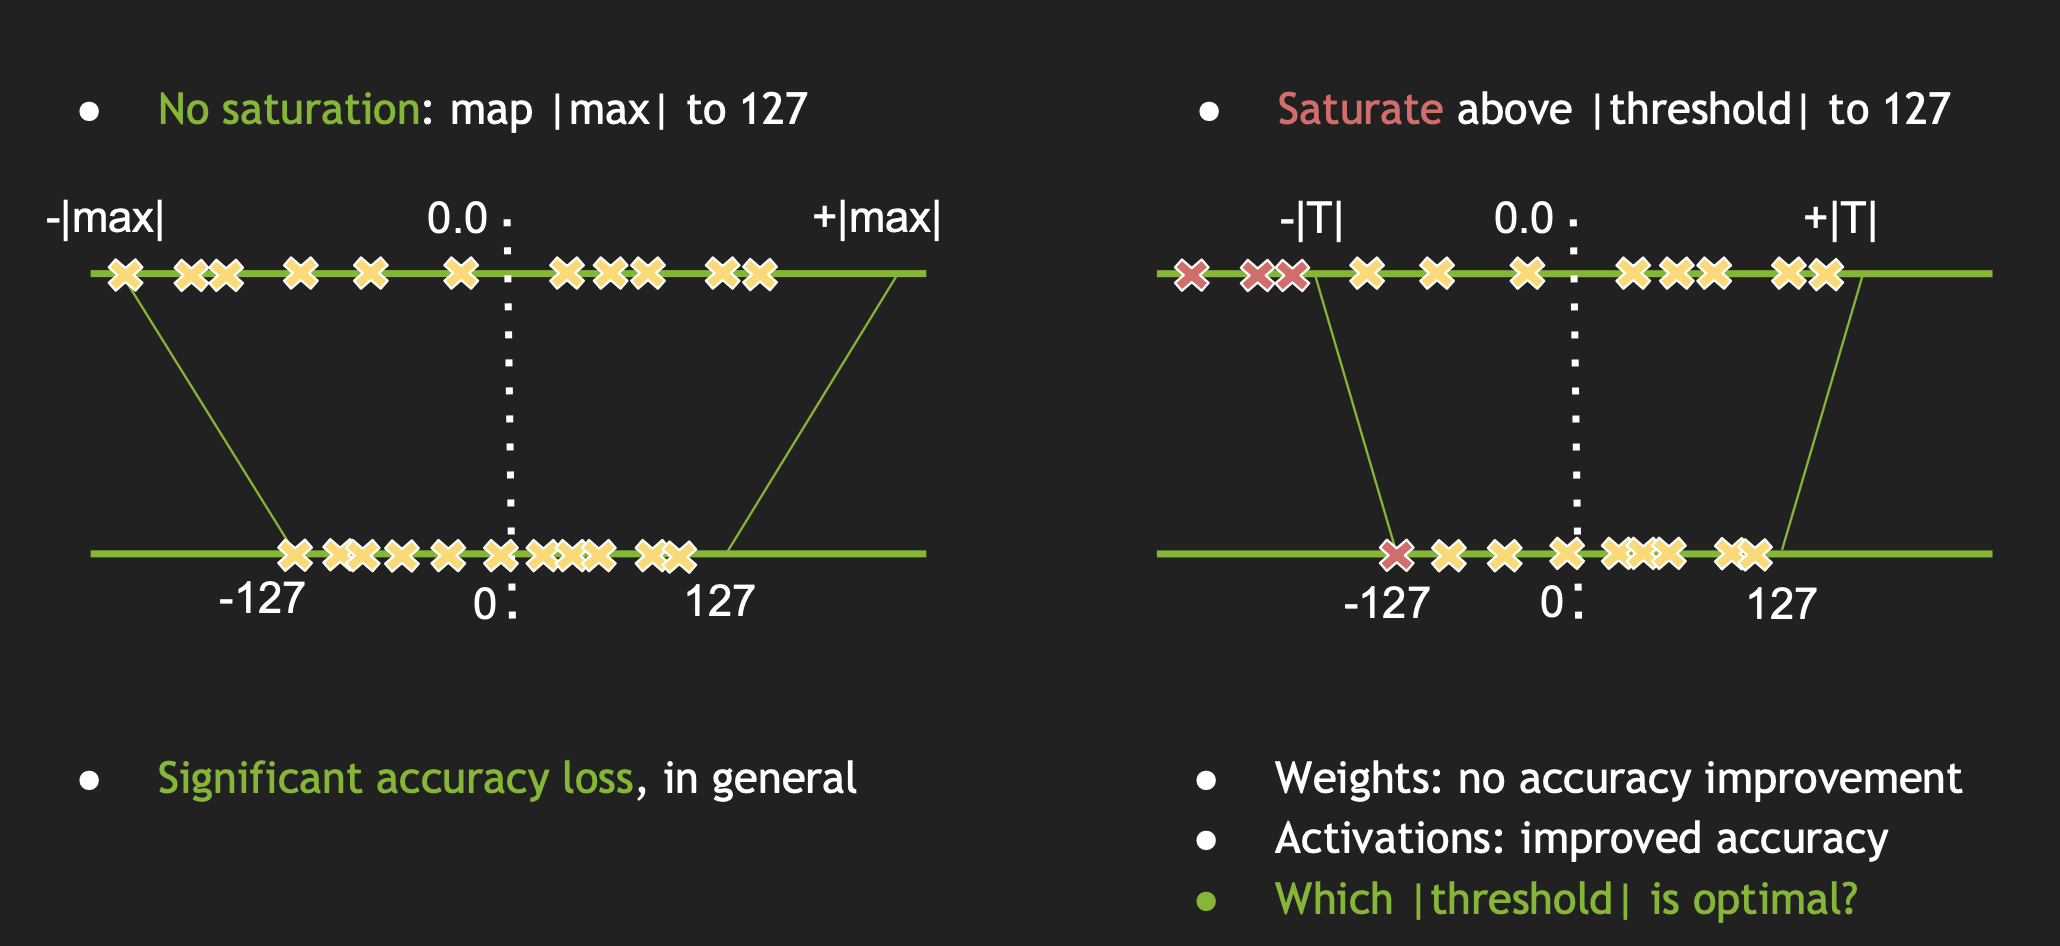 ● No saturation: map |max| to 127
-|max| 0.0 +|max|
-127 0 127
● Significant accuracy loss, in general
● Saturate above |threshold| to 127
-|T| 0.0 +|T|
-127 0 127
● Weights: no accuracy improvement
● Activations: improved accuracy
● Which |threshold| is optimal?